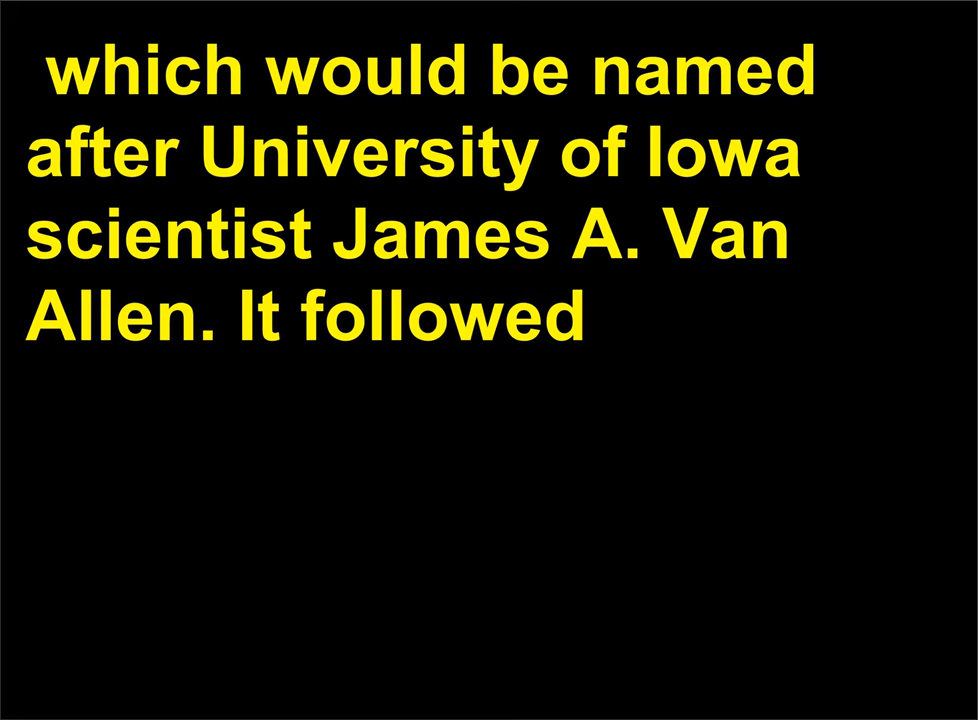 which would be named
after University of Iowa
scientist James A. Van
Allen. It followed